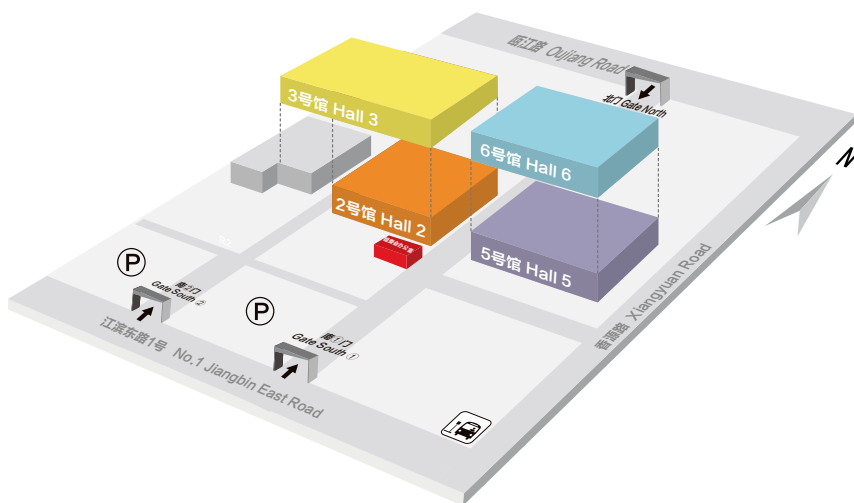 瓯江路 Oujiang Road
北门 Gate North
3号馆 Hall 3
6号馆 Hall 6
2号馆 Hall 2
5号馆 Hall 5
N
香源路 Xiangyuan Road
P
南2门
Gate South ②
P
南1门
Gate South ①
江滨东路1号 No.1 Jiangbin East Road